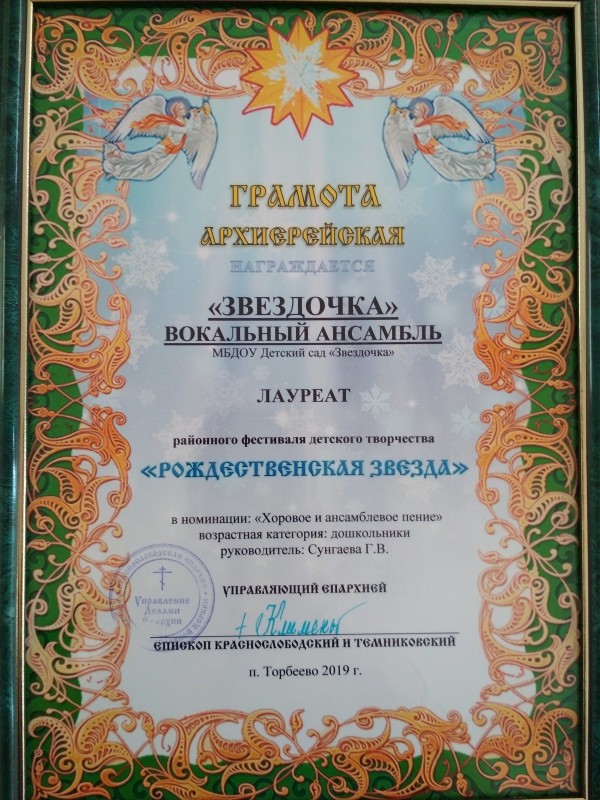 ГРАМОТА
АРХИЕРЕЙСКАЯ
НАГРАЖДАЕТСЯ
«ЗВЕЗДОЧКА»
ВОКАЛЬНЫЙ АНСАМБЛЬ
МБДОУ Детский сад «Звездочка»
ЛАУРЕАТ
районного фестиваля детского творчества
«РОЖДЕСТВЕНСКАЯ ЗВЕЗДА»
в номинации: «Хоровое и ансамблевое пение»
возрастная категория: дошкольники
руководитель: Сунгаева Г.В.
Управление
Делами
Епархии
УПРАВЛЯЮЩИЙ ЕПАРХИЕЙ
ЕПИСКОП КРАСНОСЛОБОДСКИЙ И ТЕМНИКОВСКИЙ
п. Торбеево 2019 г.